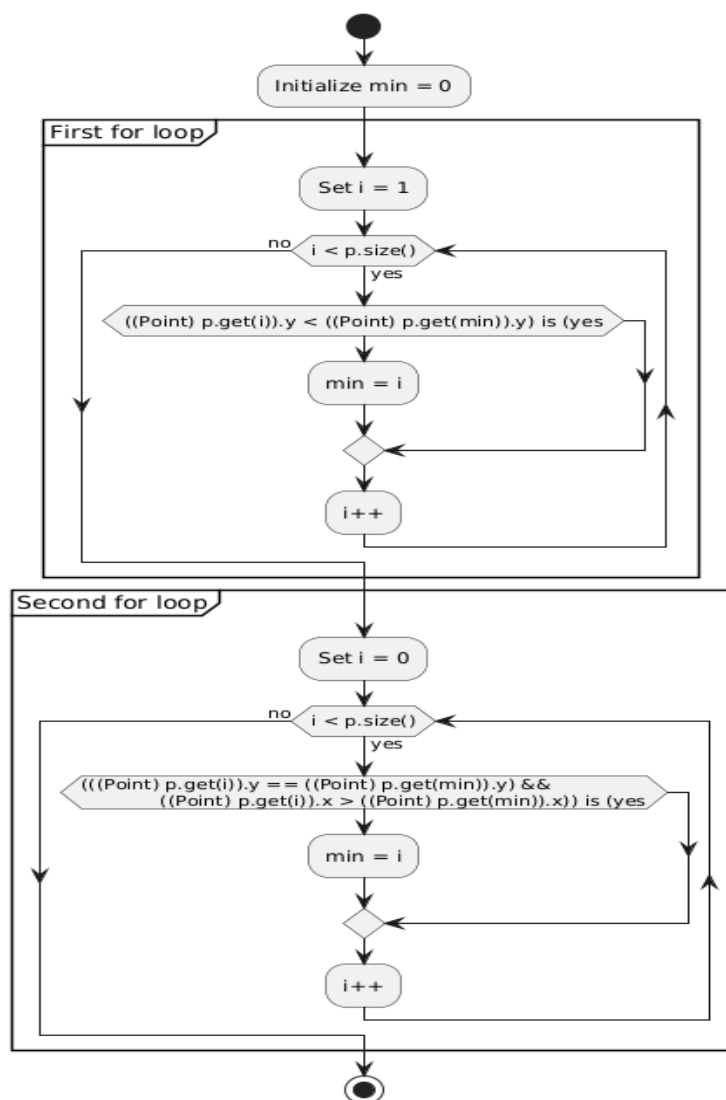 Initialize min = 0
First for loop
Set i = 1
no
i < p.size()
yes
((Point) p.get(i)).y < ((Point) p.get(min)).y) is (yes
min = i
i++
Second for loop
Set i = 0
no
i < p.size()
yes
(((Point) p.get(i)).y == ((Point) p.get(min)).y) &&
((Point) p.get(i)).x > ((Point) p.get(min)).x)) is (yes
min = i
i++